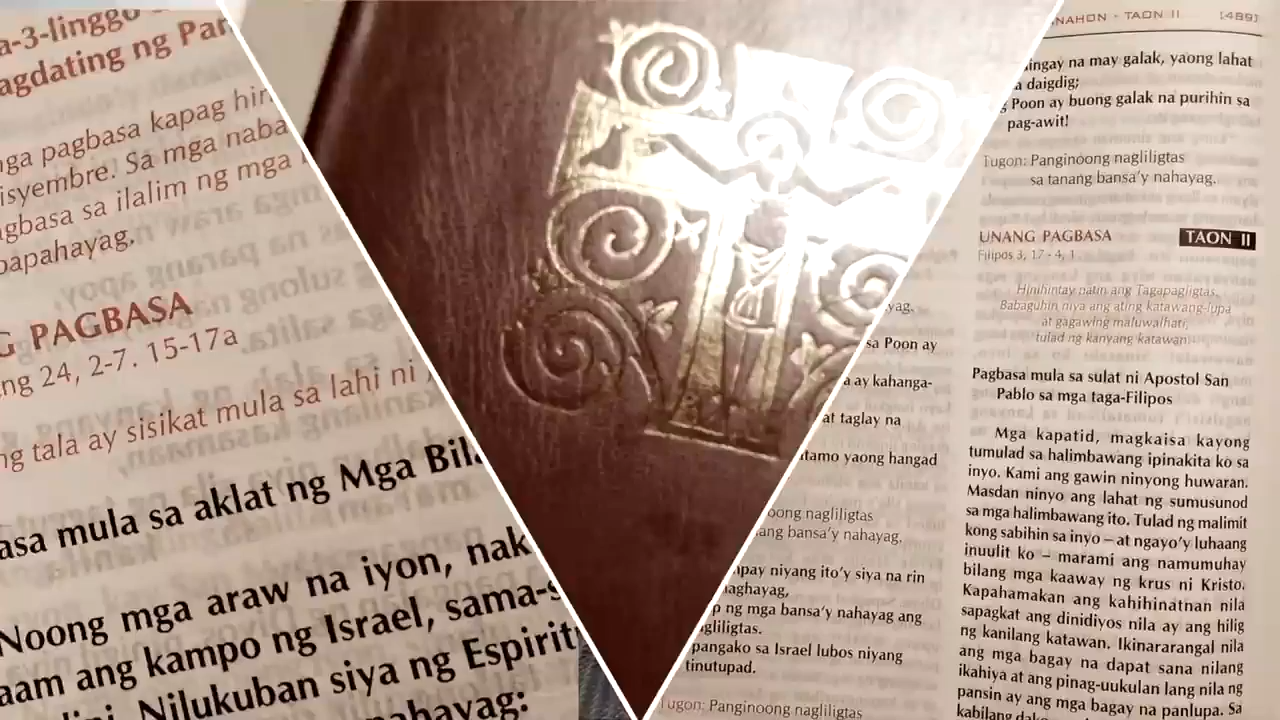 a-3-linggo
agdating ng Par
nga pagbasa kapag hin
isyembre. Sa mga naba
agbasa sa ilalim ng mga
papahayag.
G PAGBASA
ng 24, 2-7. 15-17a
ng tala ay sisikat mula sa lahi ni
asa mula sa aklat ng Mga Bila
Noong mga araw na iyon, nak
aam ang kampo ng Israel, sama-s
Nilukuban siya ng Espirit
nahayag:
yag.
sa Poon ay
a ay kahanga-
at taglay na
tamo yaong hangad
oong nagliligtas
ang bansa'y nahayag.
apay niyang ito'y siya na rin
naghayag,
p ng mga bansa'y nahayag ang
gliligtas.
pangako sa Israel lubos niyang
tinutupad.
Tugon: Panginoong nagliligtas
NAHON - TAON II [489]
ingay na may galak, yaong lahat
a daigdig;
g Poon ay buong galak na purihin sa
pag-awit!
Tugon: Panginoong nagliligtas
sa tanang bansa'y nahayag.
UNANG PAGBASA TAON II
Filipos 3, 17 - 4, 1
Hinihintay natin ang Tagapagligtas.
Babaguhin niya ang ating katawang-lupa
at gagawing maluwalhati,
tulad ng kanyang katawan.
Pagbasa mula sa sulat ni Apostol San
Pablo sa mga taga-Filipos
Mga kapatid, magkaisa kayong
tumulad sa halimbawang ipinakita ko sa
inyo. Kami ang gawin ninyong huwaran.
Masdan ninyo ang lahat ng sumusunod
sa mga halimbawang ito. Tulad ng malimit
kong sabihin sa inyo – at ngayo'y luhaang
inuulit ko – marami ang namumuhay
bilang mga kaaway ng krus ni Kristo.
Kapahamakan ang kahihinatnan nila
sapagkat ang dinidiyos nila ay ang hilig
ng kanilang katawan. Ikinararangal nila
ang mga bagay na dapat sana nilang
ikahiya at ang pinag-uukulan lang nila ng
pansin ay ang mga bagay na panlupa. Sa
kabilang